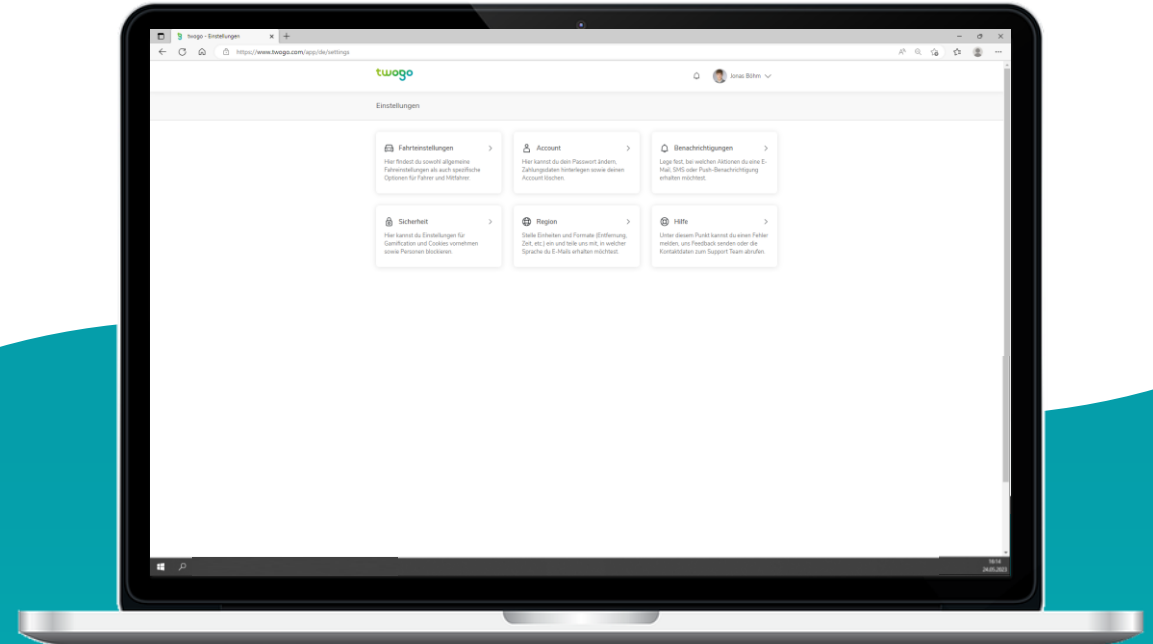 twogo - Einstellungen
https://www.twogo.com/app/de/settings
twogo
Jonas Böhm
Einstellungen
Fahrteinstellungen
Hier findest du sowohl allgemeine
Fahreinstellungen als auch spezifische
Optionen für Fahrer und Mitfahrer.
Account
Hier kannst du dein Passwort ändern,
Zahlungsdaten hinterlegen sowie deinen
Account löschen.
Benachrichtigungen
Lege fest, bei welchen Aktionen du eine E-
Mail, SMS oder Push-Benachrichtigung
erhalten möchtest.
Sicherheit
Hier kannst du Einstellungen für
Gamification und Cookies vornehmen
sowie Personen blockieren.
Region
Stelle Einheiten und Formate (Entfernung,
Zeit, etc.) ein und teile uns mit, in welcher
Sprache du E-Mails erhalten möchtest.
Hilfe
Unter diesem Punkt kannst du einen Fehler
melden, uns Feedback senden oder die
Kontaktdaten zum Support Team abrufen.
24.05.2023